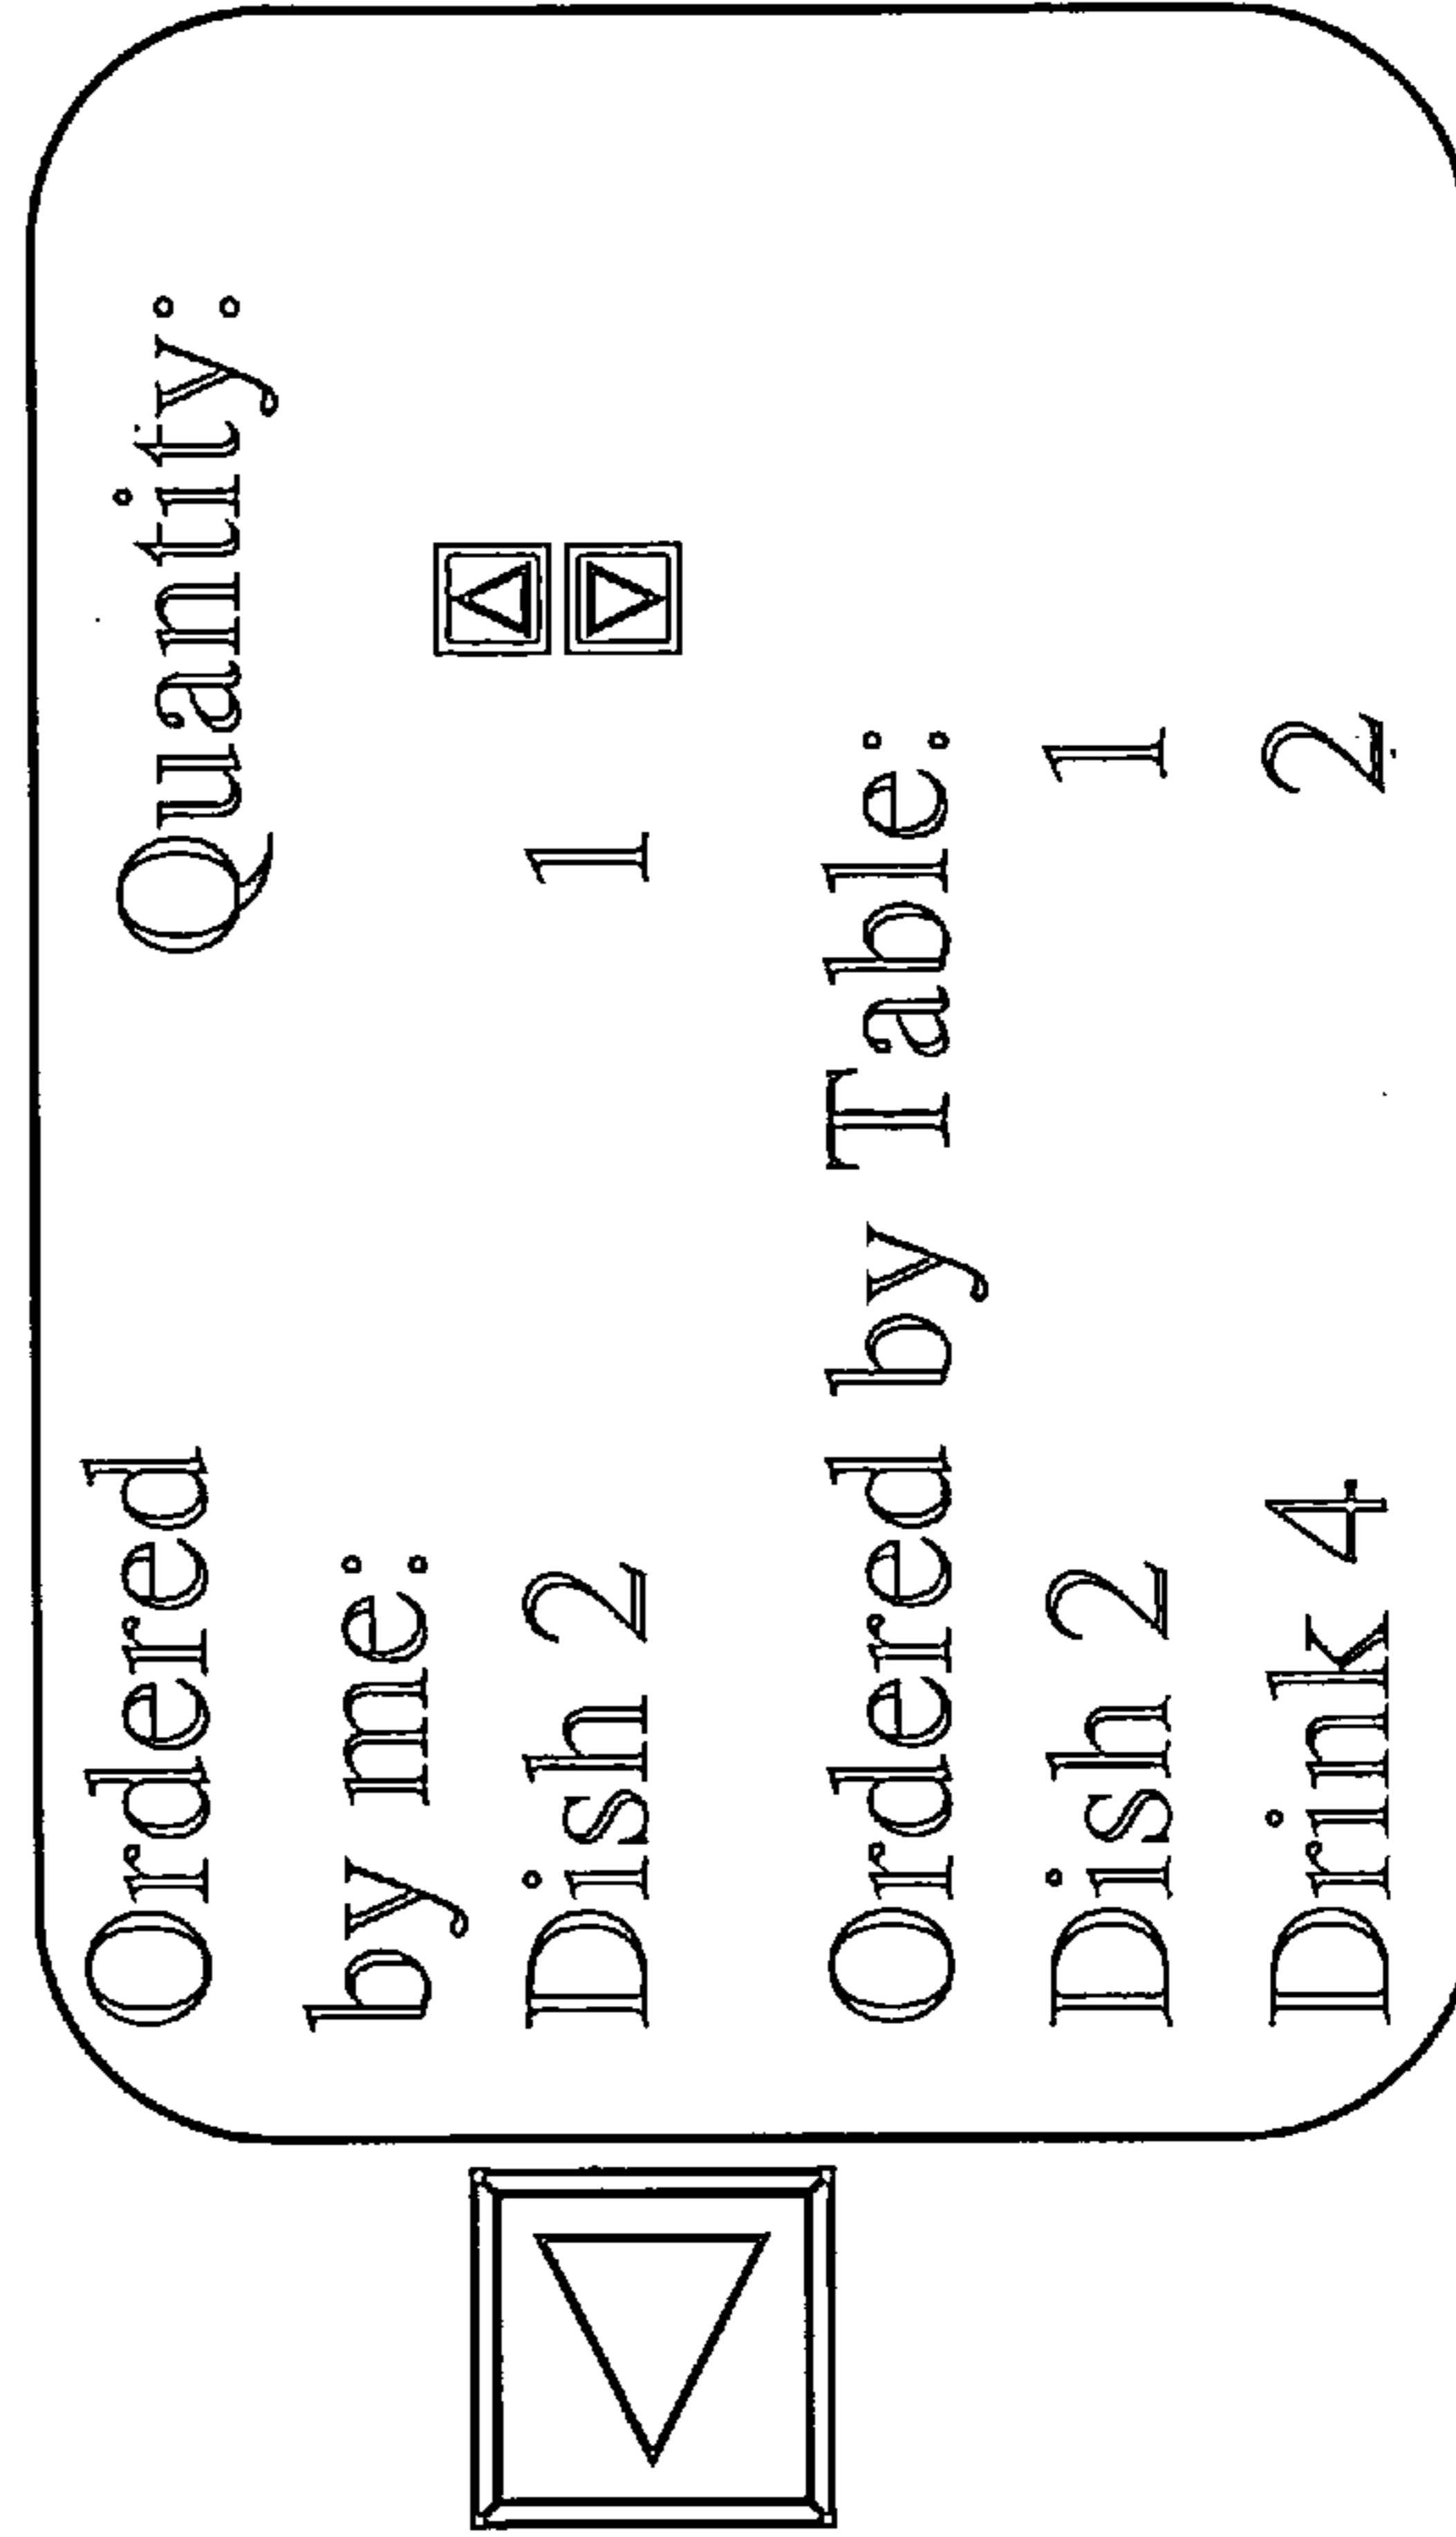 Ordered Quantity:
by me:
Dish 2 1
Ordered by Table:
Dish 2 1
Drink 4 2